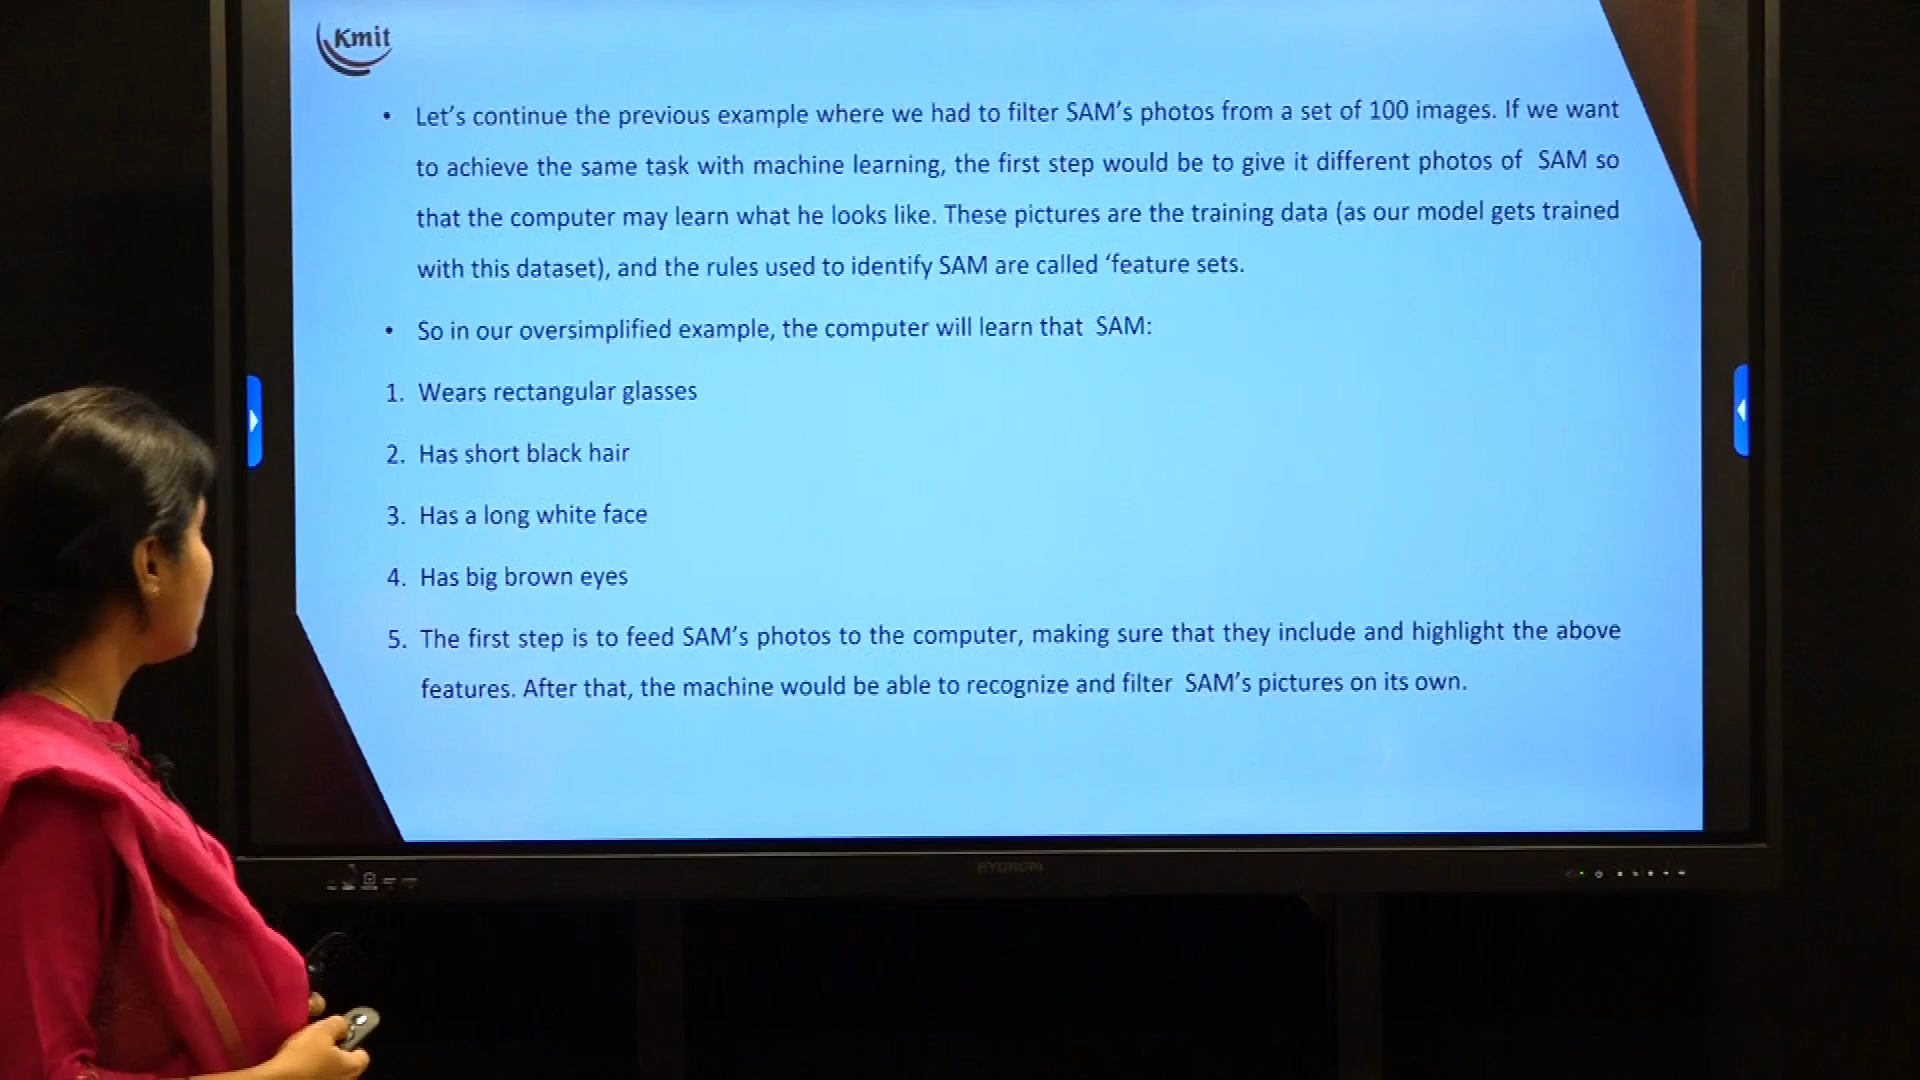 Kmit
• Let's continue the previous example where we had to filter SAM's photos from a set of 100 images. If we want
to achieve the same task with machine learning, the first step would be to give it different photos of SAM so
that the computer may learn what he looks like. These pictures are the training data (as our model gets trained
with this dataset), and the rules used to identify SAM are called ‘feature sets.
• So in our oversimplified example, the computer will learn that SAM:
1. Wears rectangular glasses
2. Has short black hair
3. Has a long white face
4. Has big brown eyes
5. The first step is to feed SAM's photos to the computer, making sure that they include and highlight the above
features. After that, the machine would be able to recognize and filter SAM's pictures on its own.
HYUNDAI